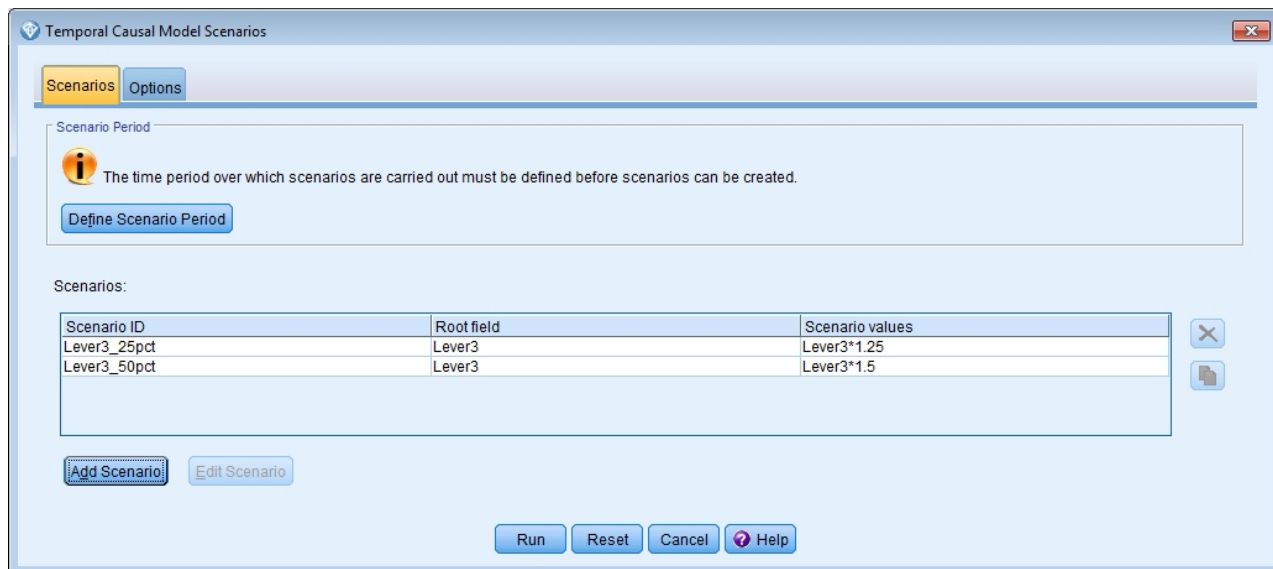 Temporal Causal Model Scenarios
Scenarios Options
Scenario Period
The time period over which scenarios are carried out must be defined before scenarios can be created.
Define Scenario Period
Scenarios:
Scenario ID Root field Scenario values
Lever3_25pct Lever3 Lever3*1.25
Lever3_50pct Lever3 Lever3*1.5
Add Scenario Edit Scenario
Run Reset Cancel Help